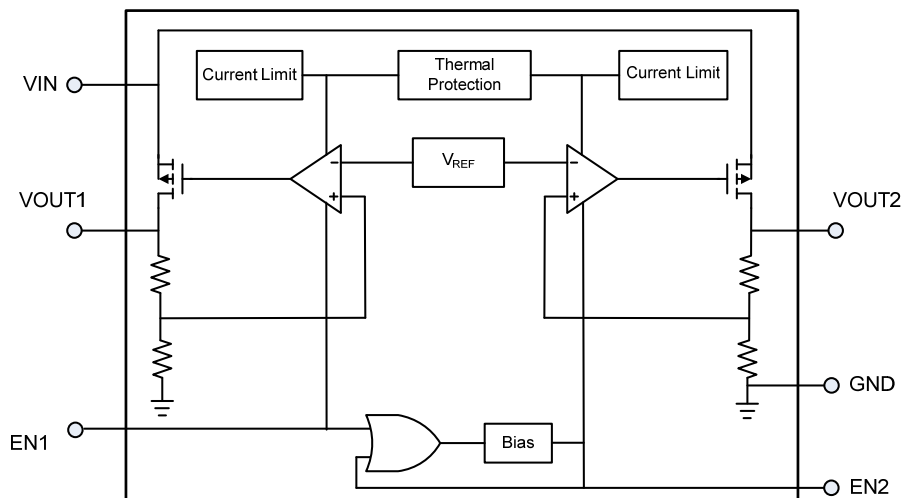 VIN
Current Limit
Thermal
Protection
Current Limit
VREF
-
+
-
+
VOUT1
VOUT2
GND
EN1
Bias
EN2